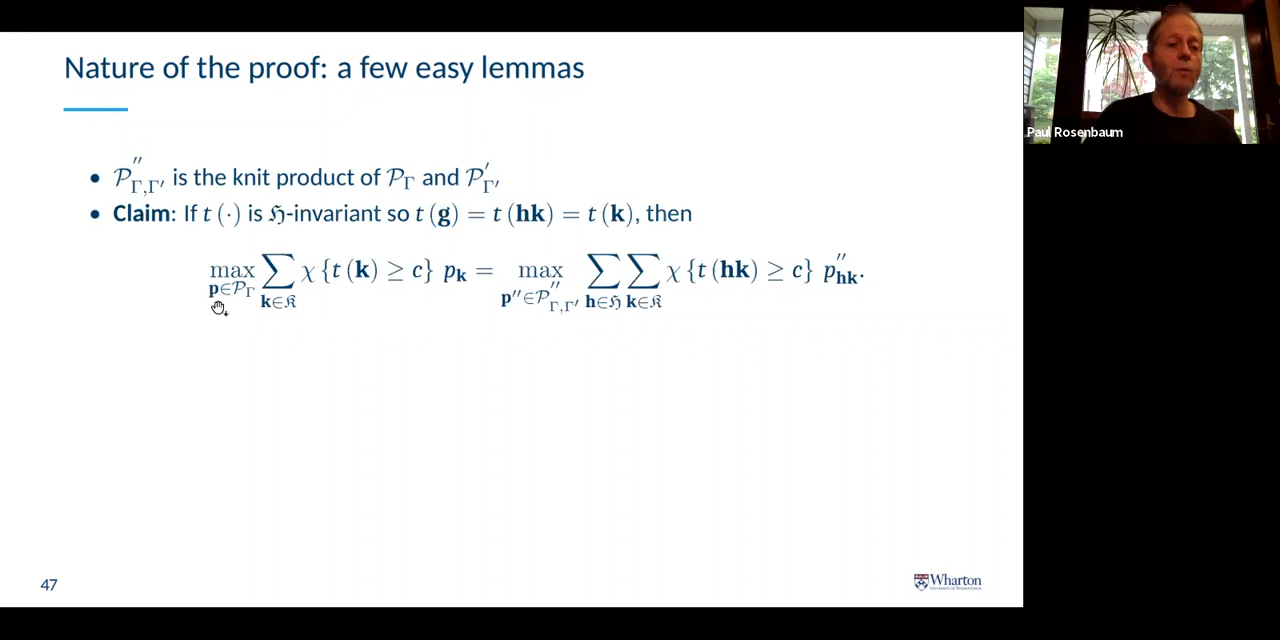 Nature of the proof: a few easy lemmas
• 𝒫''_{Γ,Γ'} is the knit product of 𝒫_Γ and 𝒫'_{Γ'}
• Claim: If t(·) is ℌ-invariant so t(g) = t(hk) = t(k), then
max_{p∈𝒫_Γ} ∑_{k∈𝔎} χ{t(k) ≥ c} p_k = max_{p''∈𝒫''_{Γ,Γ'}} ∑_{h∈ℌ} ∑_{k∈𝔎} χ{t(hk) ≥ c} p''_{hk}.
47
Wharton
Paul Rosenbaum